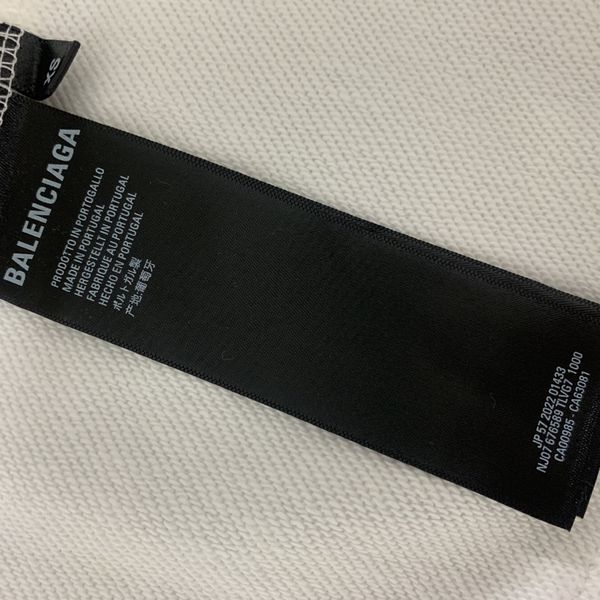 XS
BALENCIAGA
PRODOTTO IN PORTOGALLO
MADE IN PORTUGAL
HERGESTELLT IN PORTUGAL
FABRIQUE AU PORTUGAL
HECHO EN PORTUGAL
ポルトガル製
产地:葡萄牙
JP 57 2022 01433
NJ07 676589 TLVG7 1000
CA00985 - CA63081